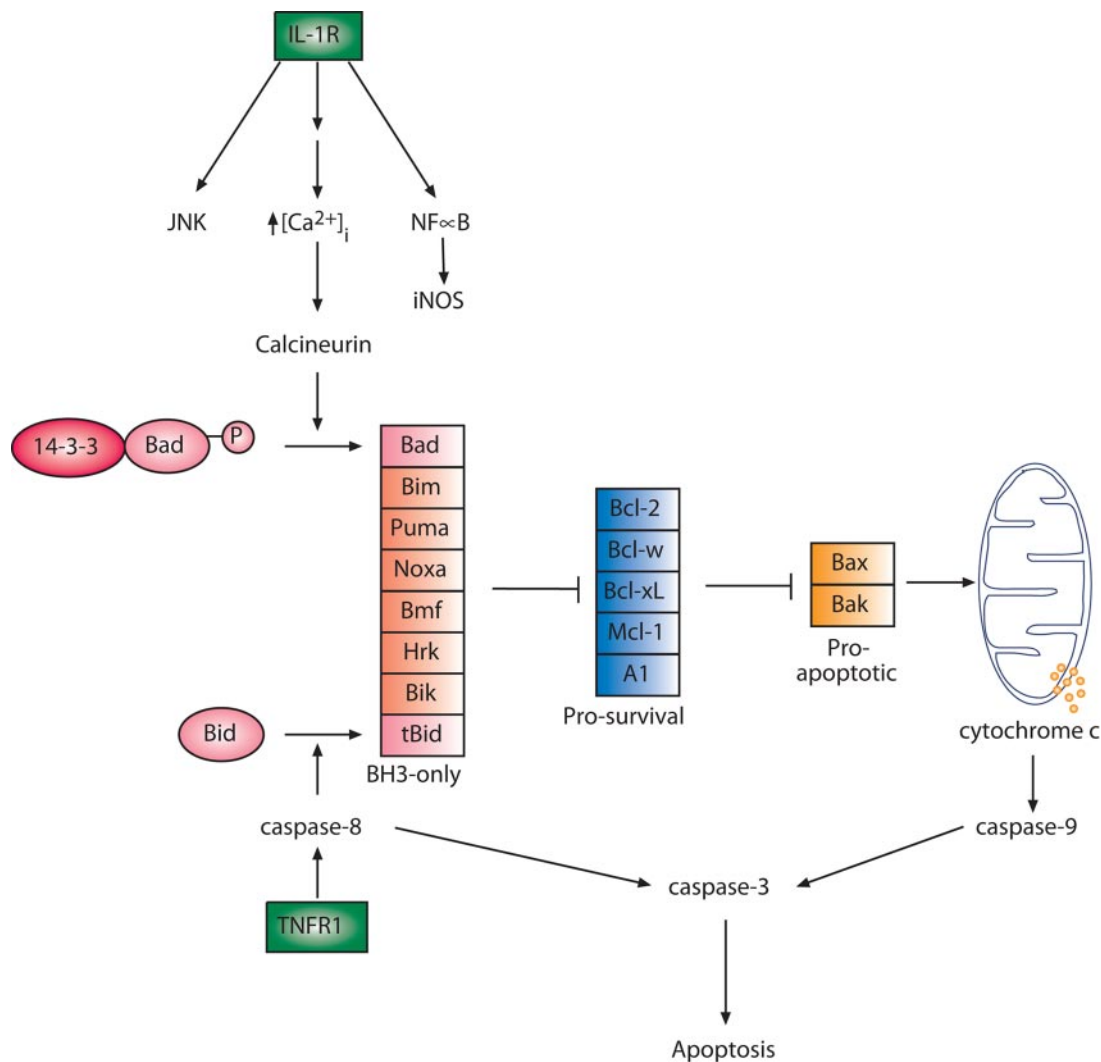 IL-1R
JNK
[Ca2+]i
NF∝B
iNOS
Calcineurin
14-3-3
Bad
P
Bad
Bim
Puma
Noxa
Bmf
Hrk
Bik
tBid
BH3-only
Bcl-2
Bcl-w
Bcl-xL
Mcl-1
A1
Pro-survival
Bax
Bak
Pro-
apoptotic
cytochrome c
Bid
caspase-8
caspase-9
TNFR1
caspase-3
Apoptosis